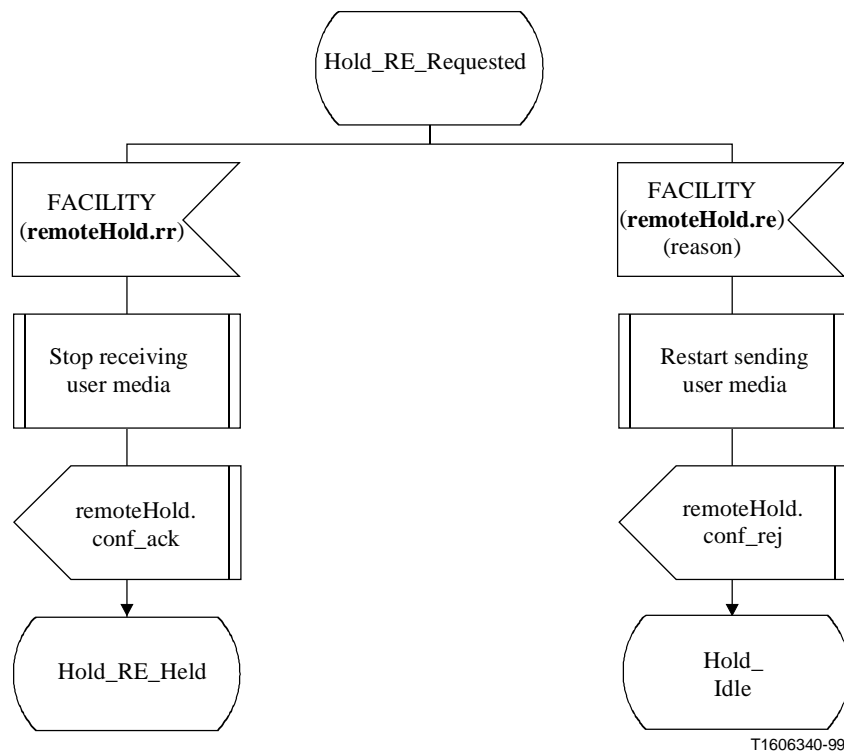 Hold_RE_Requested
FACILITY
(remoteHold.rr)
FACILITY
(remoteHold.re)
(reason)
Stop receiving
user media
Restart sending
user media
remoteHold.
conf_ack
remoteHold.
conf_rej
Hold_RE_Held
Hold_
Idle
T1606340-99